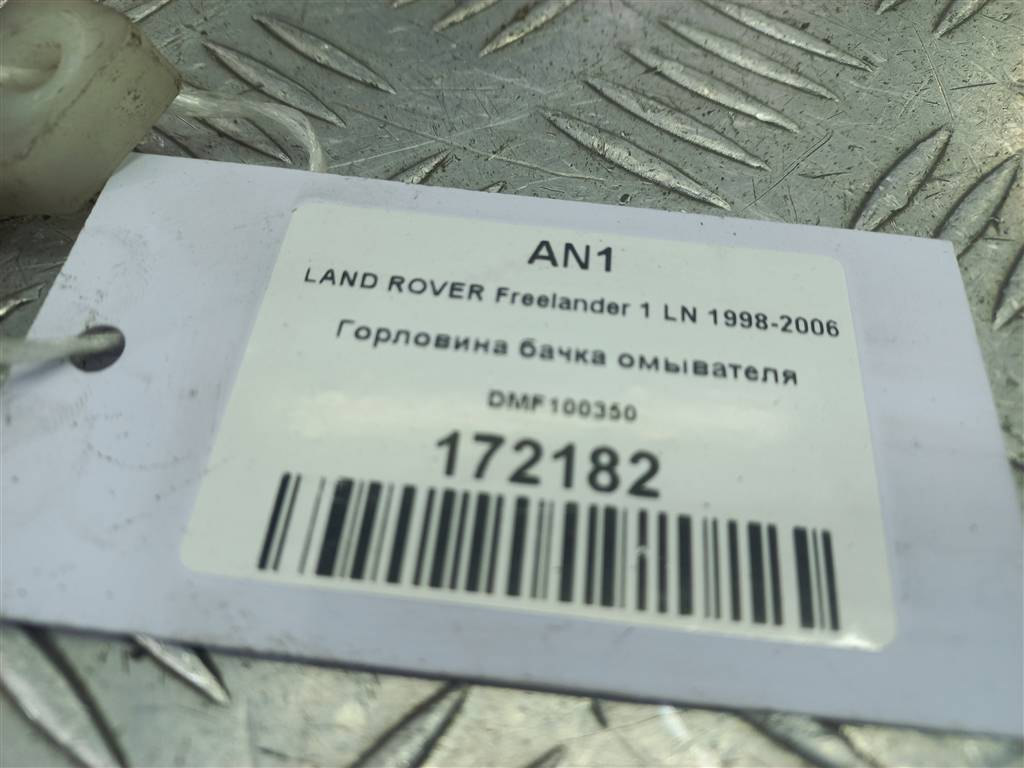 AN1
LAND ROVER Freelander 1 LN 1998-2006
Горловина бачка омывателя
DMF100350
172182